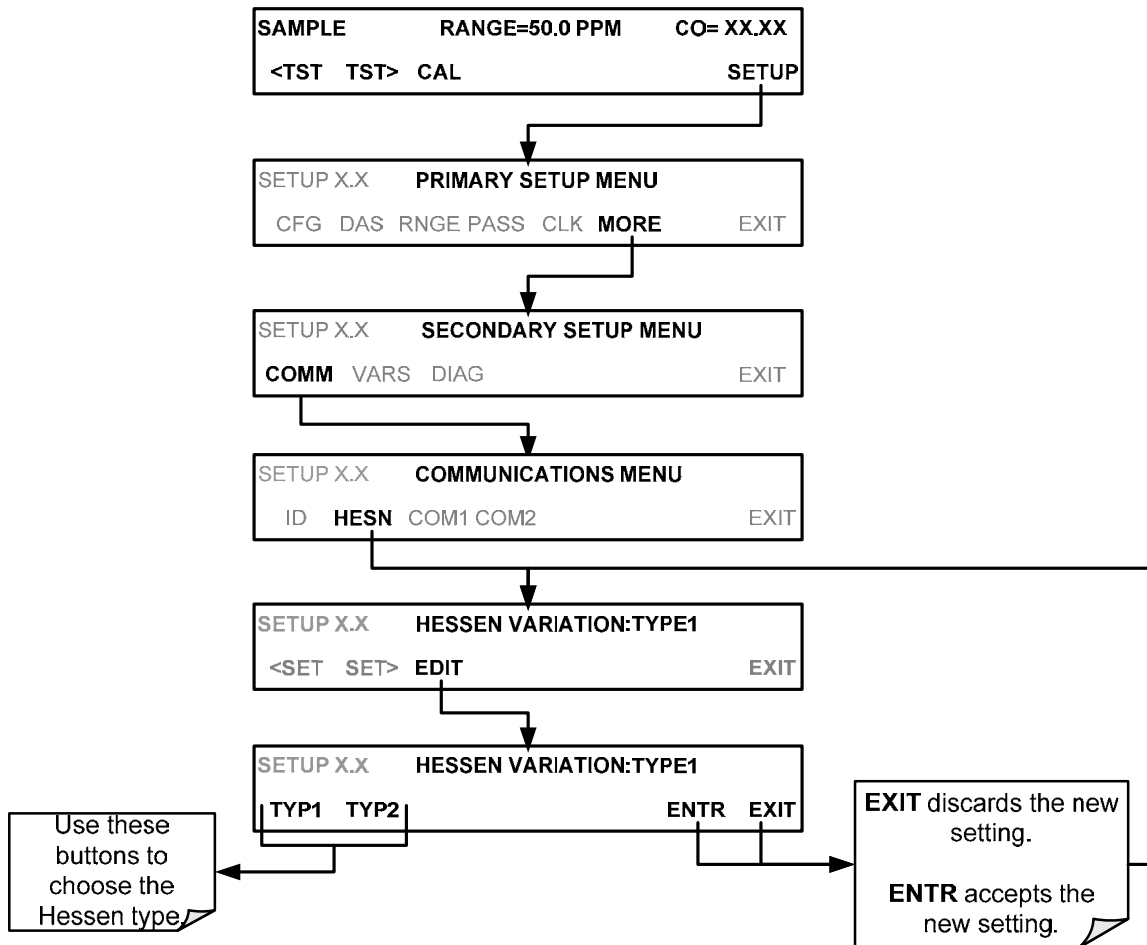 SAMPLE RANGE=50.0 PPM CO= XX.XX
<TST TST> CAL SETUP
SETUP X.X PRIMARY SETUP MENU
CFG DAS RNGE PASS CLK MORE EXIT
SETUP X.X SECONDARY SETUP MENU
COMM VARS DIAG EXIT
SETUP X.X COMMUNICATIONS MENU
ID HESN COM1 COM2 EXIT
SETUP X.X HESSEN VARIATION:TYPE1
<SET SET> EDIT EXIT
SETUP X.X HESSEN VARIATION:TYPE1
TYP1 TYP2 ENTR EXIT
Use these
buttons to
choose the
Hessen type.
EXIT discards the new
setting.
ENTR accepts the
new setting.